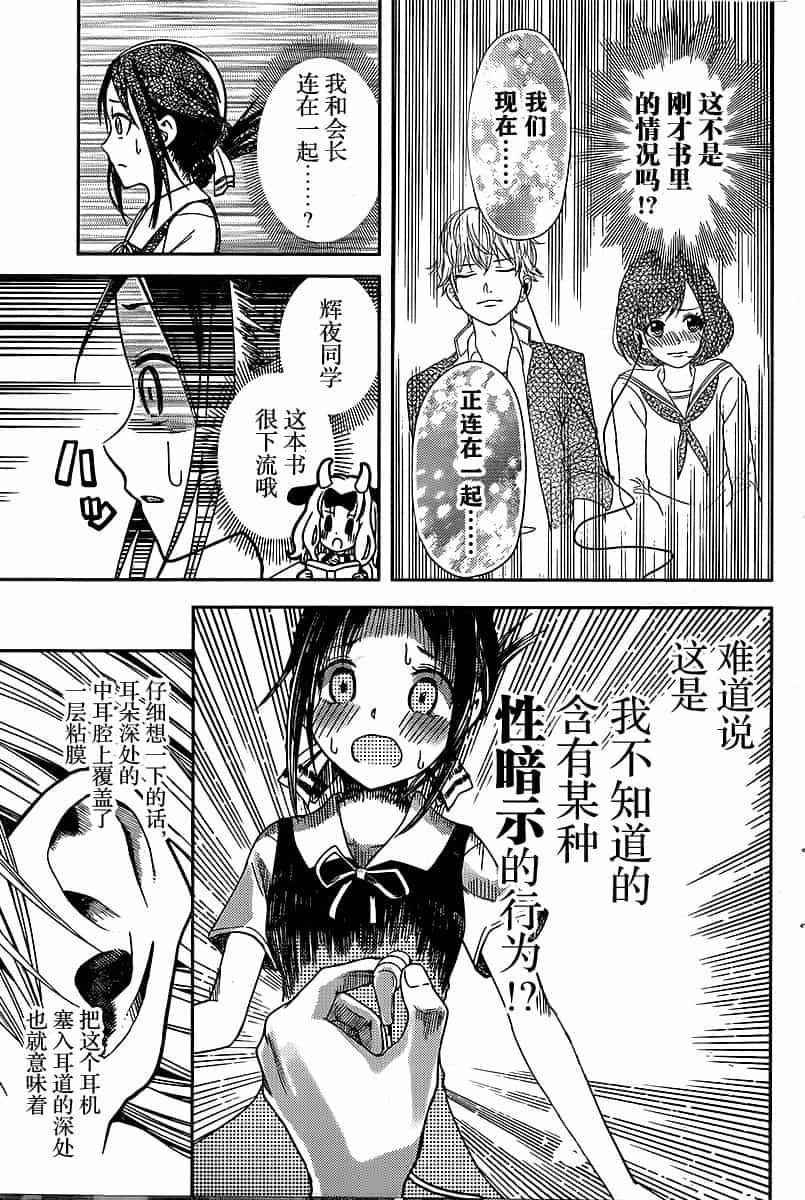 这不是
刚才书里
的情况吗!?
我们
现在……
正连在一起……
我和会长
连在一起……
?
辉夜同学
这本书
很下流哦
难道说
这是
我不知道的
含有某种
性暗示的行为!?
仔细想一下的话,
耳朵深处的
中耳腔上覆盖了
一层粘膜
把这个耳机
塞入耳道的深处
也就意味着